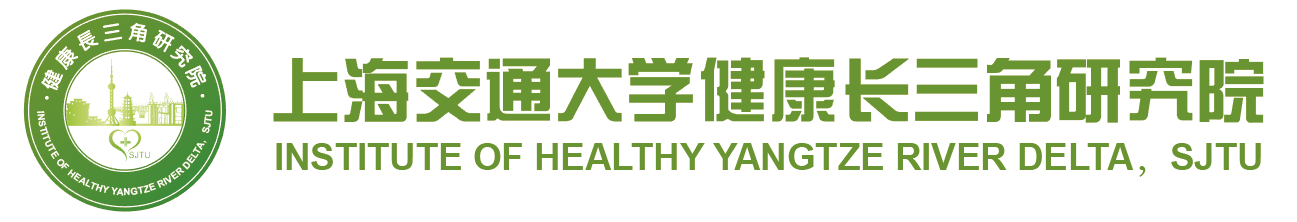 健康長三角研究院
SJTU
INSTITUTE OF HEALTHY YANGTZE RIVER DELTA, SJTU
上海交通大学健康长三角研究院
INSTITUTE OF HEALTHY YANGTZE RIVER DELTA，SJTU